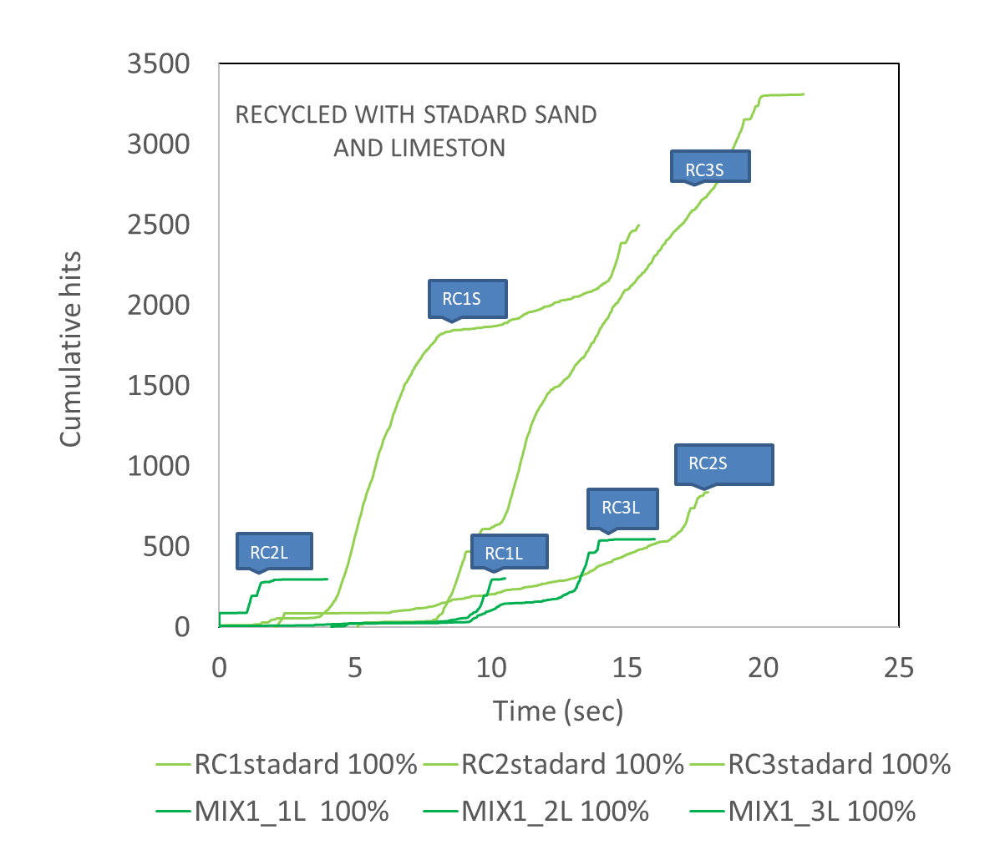 3500
3000
2500
2000
1500
1000
500
0
Cumulative hits
RECYCLED WITH STADARD SAND
AND LIMESTON
RC3S
RC1S
RC2S
RC3L
RC2L
RC1L
0 5 10 15 20 25
Time (sec)
RC1stadard 100% RC2stadard 100% RC3stadard 100%
MIX1_1L 100% MIX1_2L 100% MIX1_3L 100%